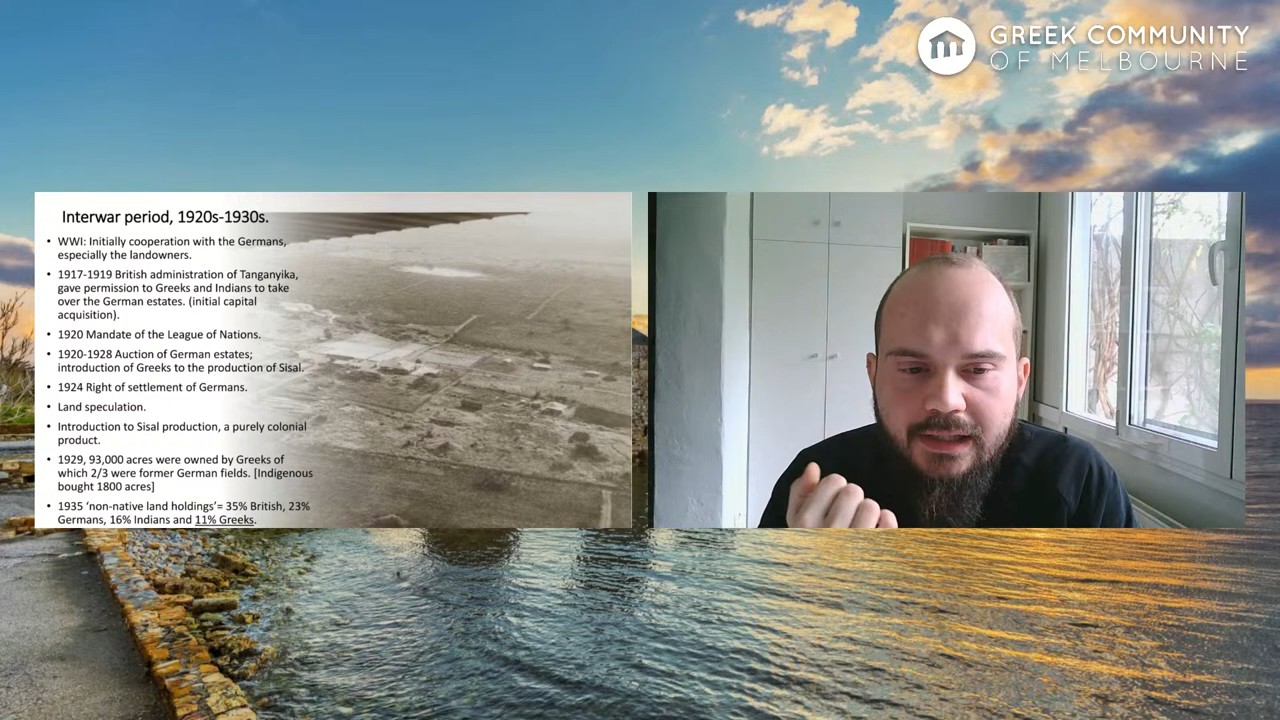 GREEK COMMUNITY
OF MELBOURNE
Interwar period, 1920s-1930s.
• WWI: Initially cooperation with the Germans,
especially the landowners.
• 1917-1919 British administration of Tanganyika,
gave permission to Greeks and Indians to take
over the German estates. (initial capital
acquisition).
• 1920 Mandate of the League of Nations.
• 1920-1928 Auction of German estates;
introduction of Greeks to the production of Sisal.
• 1924 Right of settlement of Germans.
• Land speculation.
• Introduction to Sisal production, a purely colonial
product.
• 1929, 93,000 acres were owned by Greeks of
which 2/3 were former German fields. [Indigenous
bought 1800 acres]
• 1935 ‘non-native land holdings’= 35% British, 23%
Germans, 16% Indians and 11% Greeks.